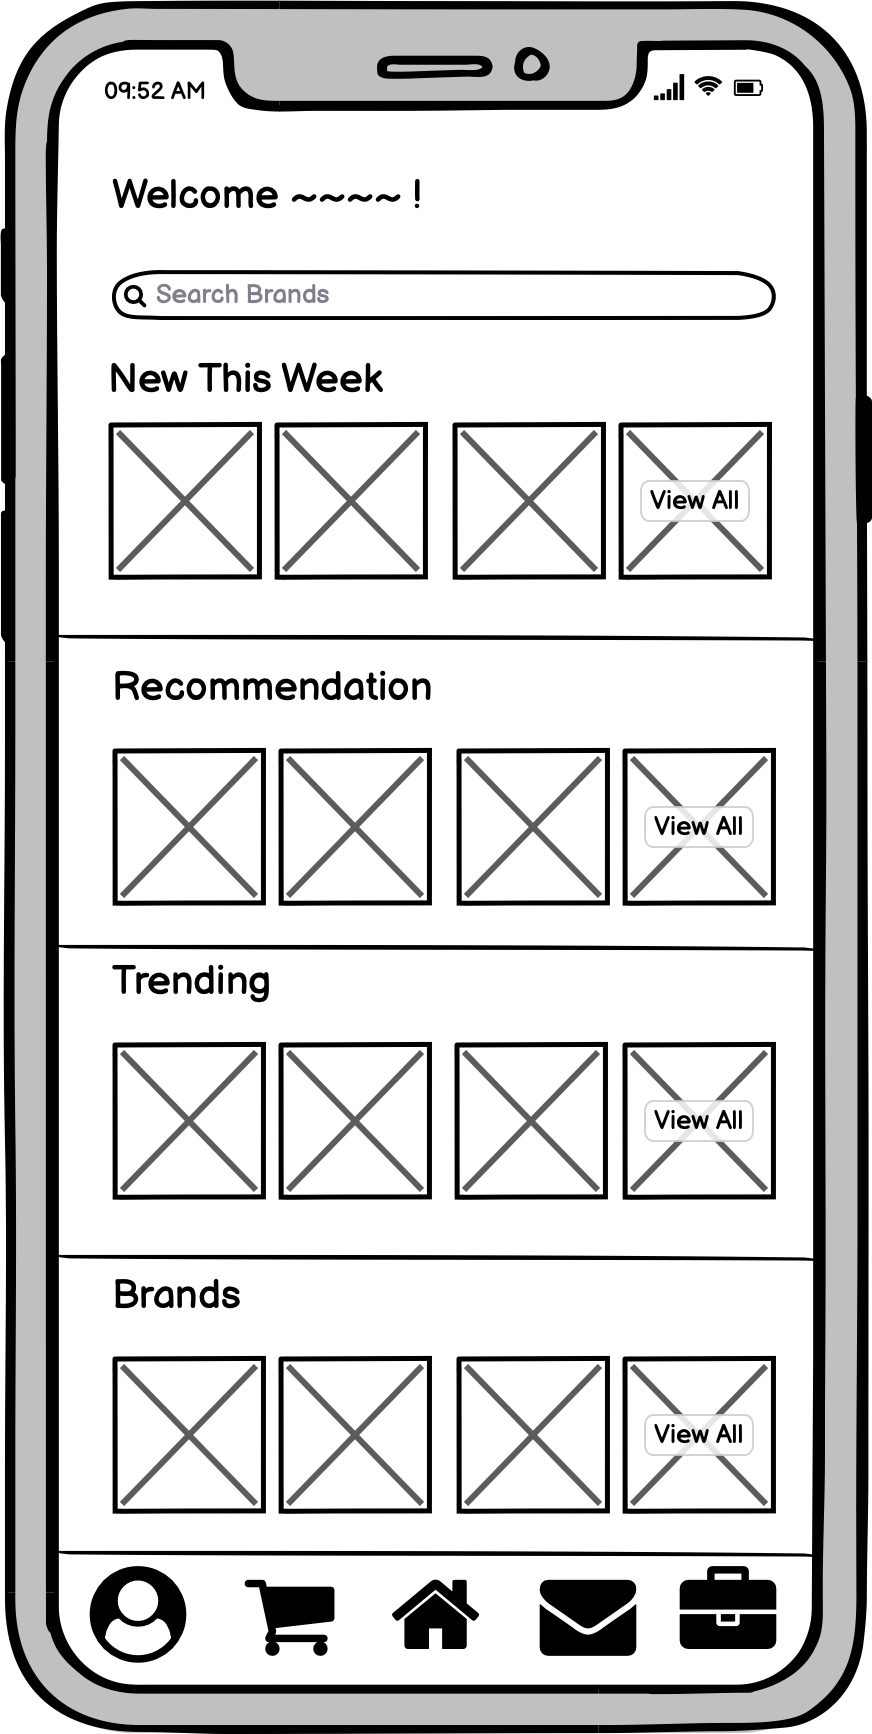 09:52 AM
Welcome ~~~~ !
Search Brands
New This Week
View All
Recommendation
View All
Trending
View All
Brands
View All